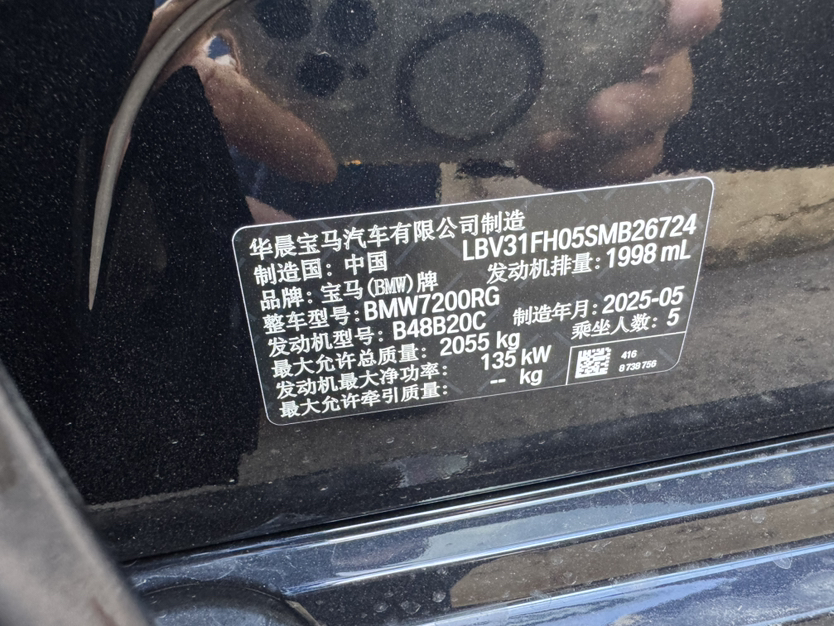 华晨宝马汽车有限公司制造
LBV31FH05SMB26724
制造国：中国
发动机排量：1998 mL
品牌：宝马(BMW)牌
整车型号：BMW7200RG
制造年月：2025-05
发动机型号：B48B20C
乘坐人数：5
最大允许总质量：2055 kg
发动机最大净功率：135 kW
最大允许牵引质量：-- kg
416
8738756